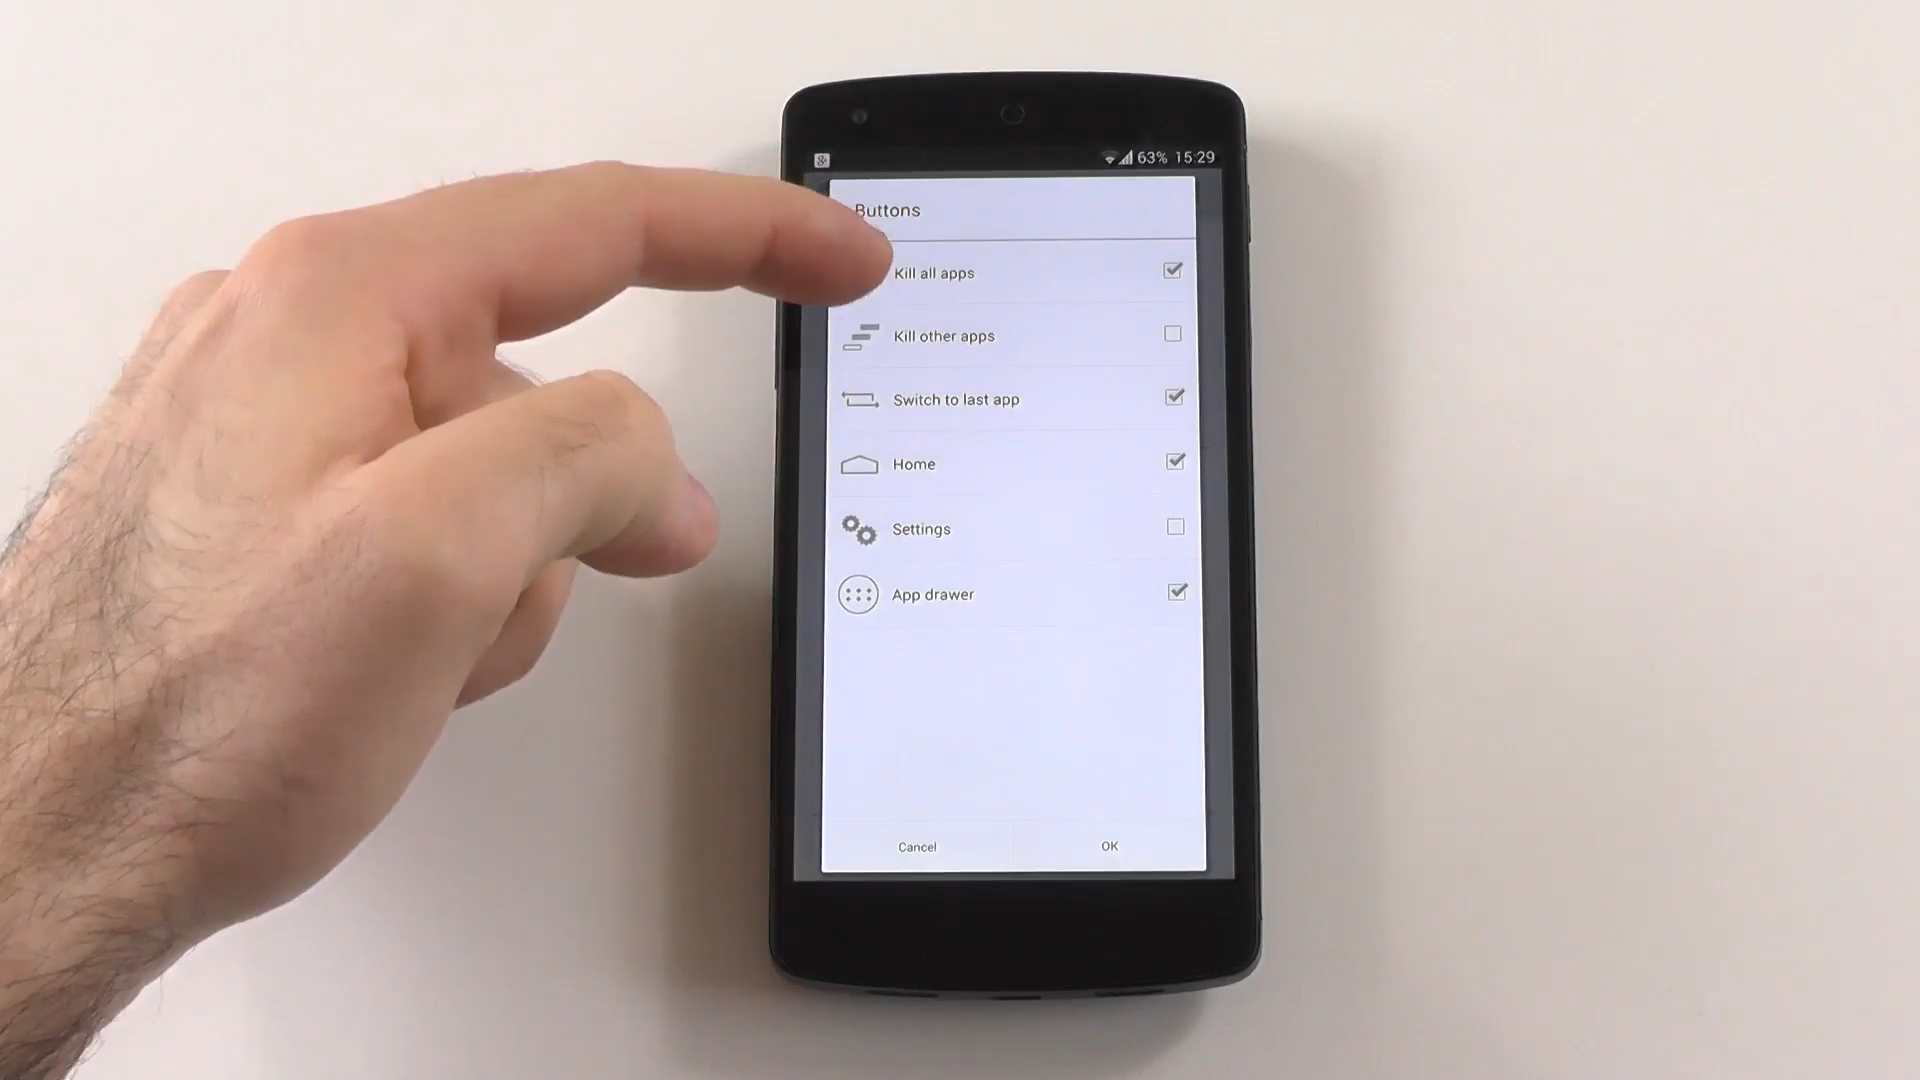 63% 15:29
Buttons
Kill all apps
Kill other apps
Switch to last app
Home
Settings
App drawer
Cancel OK